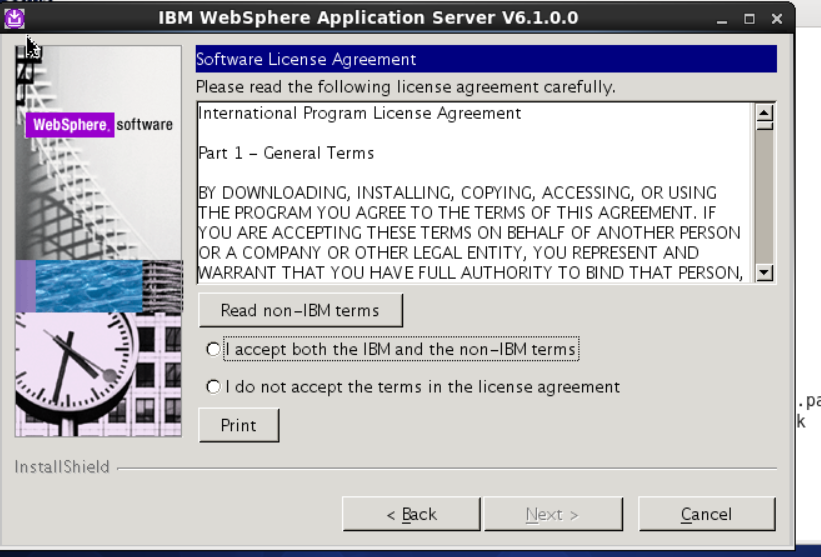 IBM WebSphere Application Server V6.1.0.0
WebSphere. software
Software License Agreement
Please read the following license agreement carefully.
International Program License Agreement
Part 1 – General Terms
BY DOWNLOADING, INSTALLING, COPYING, ACCESSING, OR USING
THE PROGRAM YOU AGREE TO THE TERMS OF THIS AGREEMENT. IF
YOU ARE ACCEPTING THESE TERMS ON BEHALF OF ANOTHER PERSON
OR A COMPANY OR OTHER LEGAL ENTITY, YOU REPRESENT AND
WARRANT THAT YOU HAVE FULL AUTHORITY TO BIND THAT PERSON,
Read non–IBM terms
I accept both the IBM and the non–IBM terms
I do not accept the terms in the license agreement
Print
InstallShield
< Back
Next >
Cancel
.pa
k